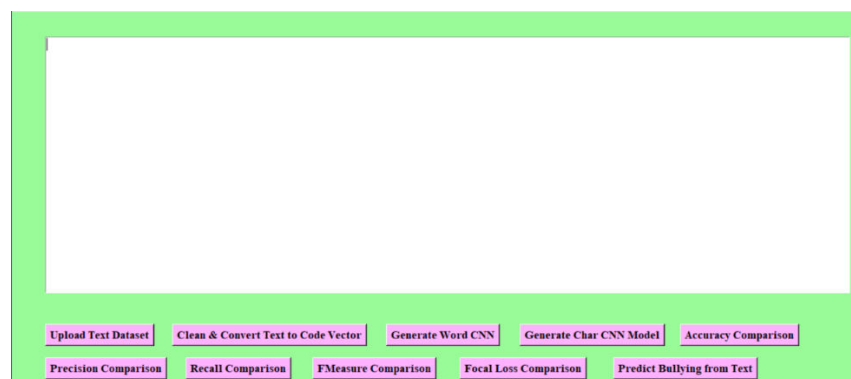 Upload Text Dataset Clean & Convert Text to Code Vector Generate Word CNN Generate Char CNN Model Accuracy Comparison
Precision Comparison Recall Comparison FMeasure Comparison Focal Loss Comparison Predict Bullying from Text